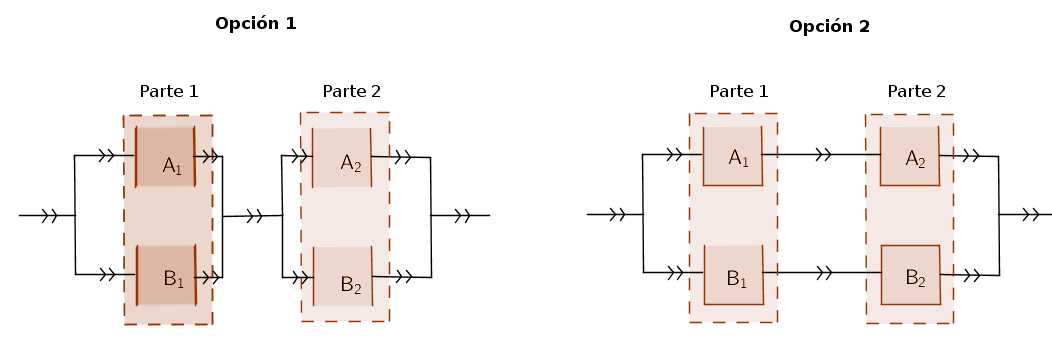 Opción 1
Opción 2
Parte 1
Parte 2
Parte 1
Parte 2
A₁
A₂
A₁
A₂
B₁
B₂
B₁
B₂